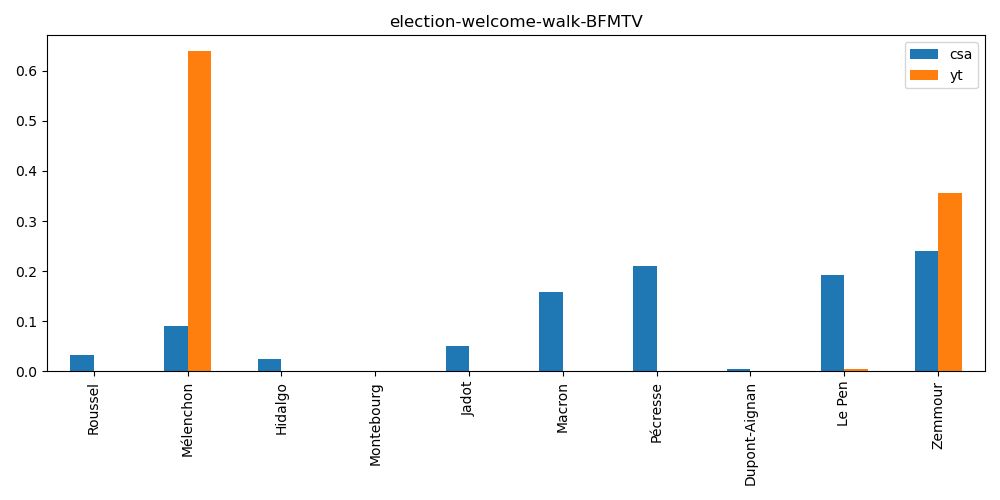 election-welcome-walk-BFMTV
csa
yt
0.6
0.5
0.4
0.3
0.2
0.1
0.0
Roussel
Mélenchon
Hidalgo
Montebourg
Jadot
Macron
Pécresse
Dupont-Aignan
Le Pen
Zemmour